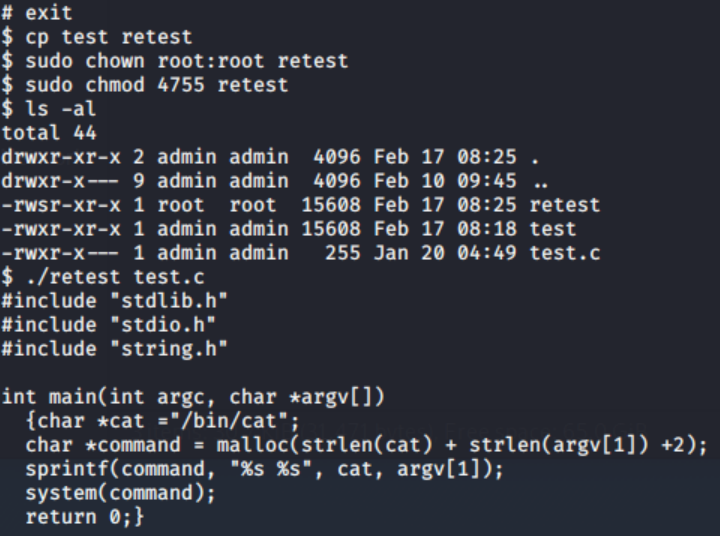 # exit
$ cp test retest
$ sudo chown root:root retest
$ sudo chmod 4755 retest
$ ls -al
total 44
drwxr-xr-x 2 admin admin  4096 Feb 17 08:25 .
drwxr-x--- 9 admin admin  4096 Feb 10 09:45 ..
-rwsr-xr-x 1 root  root  15608 Feb 17 08:25 retest
-rwxr-xr-x 1 admin admin 15608 Feb 17 08:18 test
-rwxr-x--- 1 admin admin   255 Jan 20 04:49 test.c
$ ./retest test.c
#include "stdlib.h"
#include "stdio.h"
#include "string.h"

int main(int argc, char *argv[])
  {char *cat ="/bin/cat";
  char *command = malloc(strlen(cat) + strlen(argv[1]) +2);
  sprintf(command, "%s %s", cat, argv[1]);
  system(command);
  return 0;}